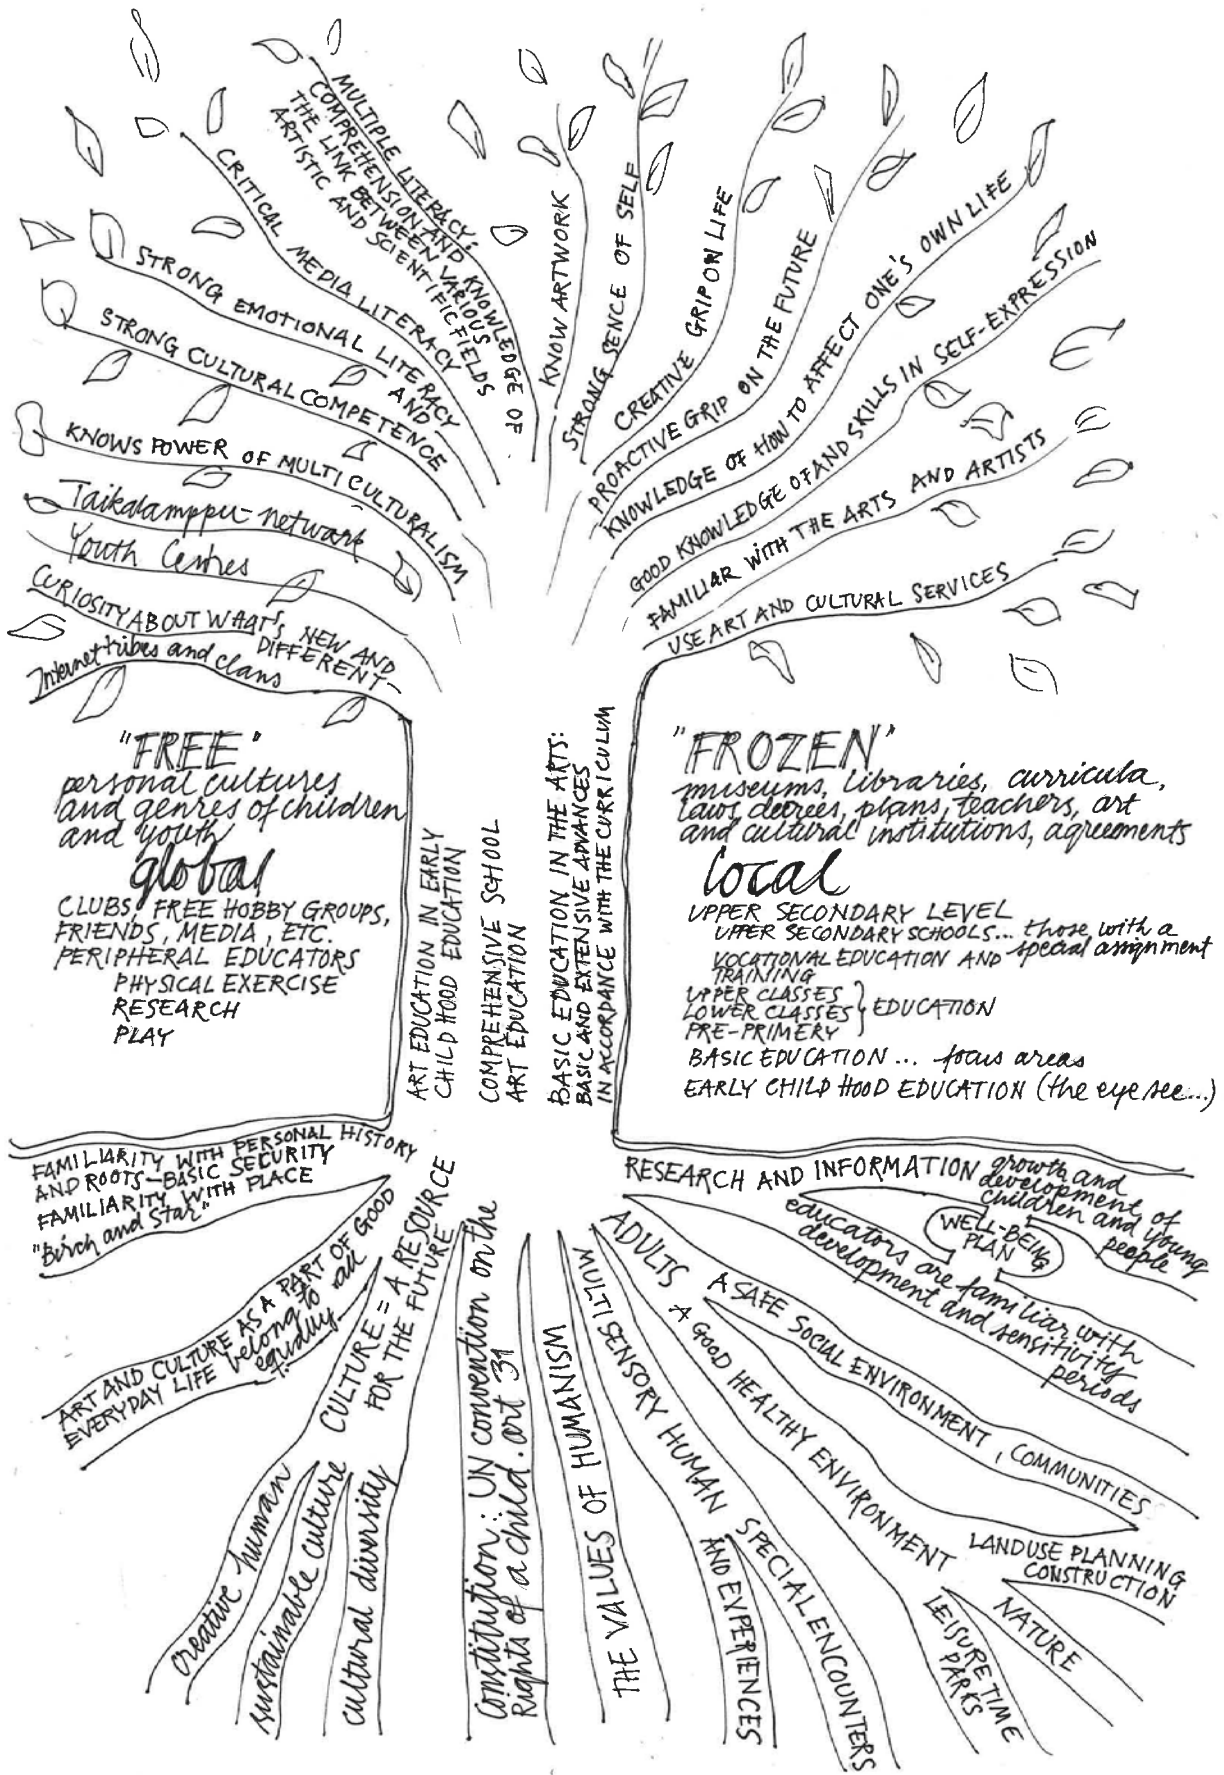 MULTIPLE LITERACY:
COMPREHENSION AND KNOWLEDGE OF
THE LINK BETWEEN VARIOUS
ARTISTIC AND SCIENTIFIC FIELDS
CRITICAL MEDIA LITERACY
STRONG EMOTIONAL LITERACY
AND
STRONG CULTURAL COMPETENCE
KNOWS POWER OF MULTICULTURALISM
Taikalamppu-network
Youth Centres
CURIOSITY ABOUT WHAT'S NEW AND
DIFFERENT
Internet tribes and clans
KNOW ARTWORK
STRONG SENCE OF SELF
CREATIVE GRIP ON LIFE
PROACTIVE GRIP ON THE FUTURE
KNOWLEDGE OF HOW TO AFFECT ONE'S OWN LIFE
GOOD KNOWLEDGE OF AND SKILLS IN SELF-EXPRESSION
FAMILIAR WITH THE ARTS AND ARTISTS
USE ART AND CULTURAL SERVICES
"FREE"
personal cultures
and genres of children
and youth
global
CLUBS, FREE HOBBY GROUPS,
FRIENDS, MEDIA, ETC.
PERIPHERAL EDUCATORS
PHYSICAL EXERCISE
RESEARCH
PLAY
ART EDUCATION IN EARLY
CHILDHOOD EDUCATION
COMPREHENSIVE SCHOOL
ART EDUCATION
BASIC EDUCATION IN THE ARTS:
BASIC AND EXTENSIVE ADVANCES
IN ACCORDANCE WITH THE CURRICULUM
"FROZEN"
museums, libraries, curricula,
laws, decrees, plans, teachers, art
and cultural institutions, agreements
local
UPPER SECONDARY LEVEL
UPPER SECONDARY SCHOOLS... those with a
special assignment
VOCATIONAL EDUCATION AND
TRAINING
UPPER CLASSES
LOWER CLASSES } EDUCATION
PRE-PRIMERY
BASIC EDUCATION ... focus areas
EARLY CHILD HOOD EDUCATION (the eye see...)
FAMILIARITY WITH PERSONAL HISTORY
AND ROOTS - BASIC SECURITY
FAMILIARITY WITH PLACE
"Birch and Star"
ART AND CULTURE AS A PART OF GOOD
EVERYDAY LIFE belong to all
equally
CULTURE = A RESOURCE
FOR THE FUTURE
creative human
sustainable culture
cultural diversity
Constitution: UN convention on the
Rights of a child. art 31
THE VALUES OF HUMANISM
MULTISENSORY HUMAN
AND EXPERIENCES
SPECIAL ENCOUNTERS
ADULTS
A GOOD HEALTHY ENVIRONMENT
LEISURE TIME
PARKS
NATURE
LANDUSE PLANNING
CONSTRUCTION
A SAFE SOCIAL ENVIRONMENT, COMMUNITIES
RESEARCH AND INFORMATION growth and
development of
children and young
people
WELL-BEING
PLAN
educators are familiar with
development and sensitivity
periods